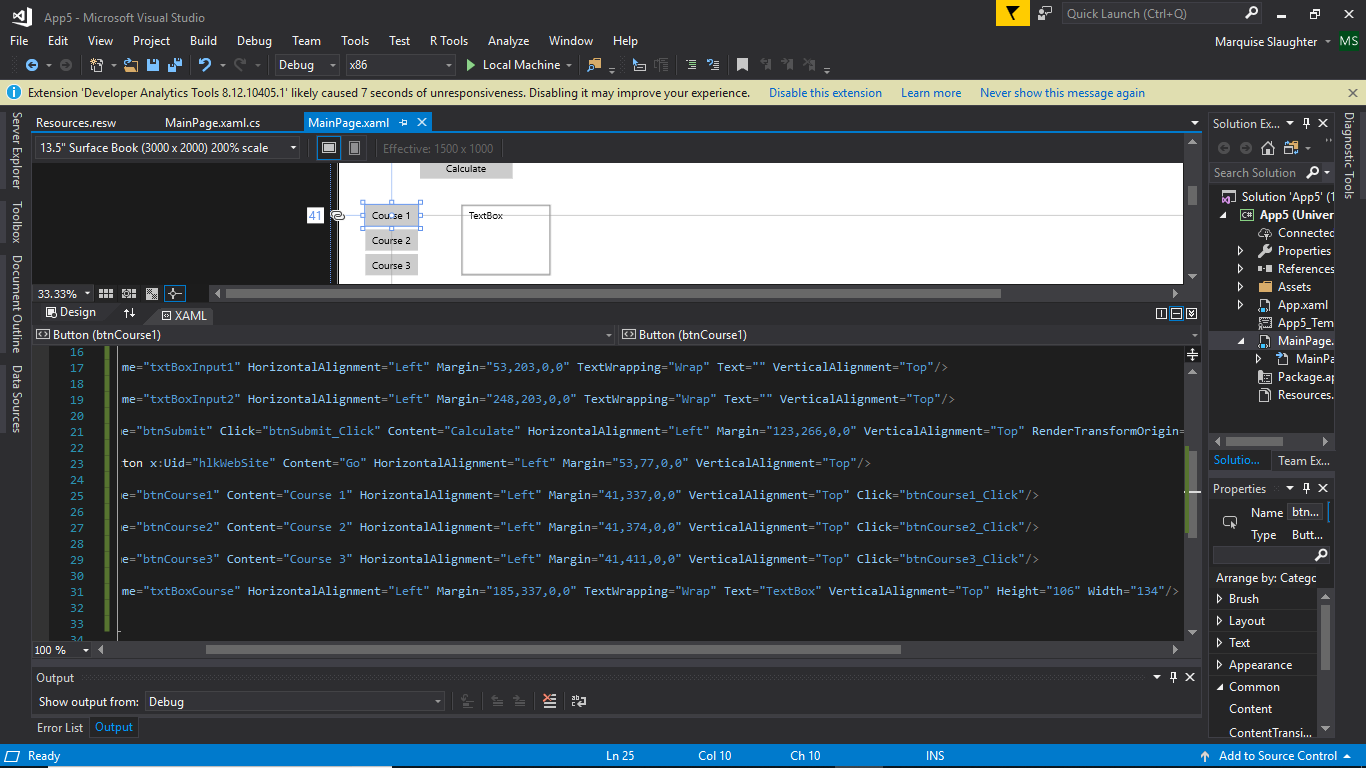 App5 - Microsoft Visual Studio
Quick Launch (Ctrl+Q)
File Edit View Project Build Debug Team Tools Test R Tools Analyze Window Help
Marquise Slaughter MS
Debug x86 Local Machine
Extension 'Developer Analytics Tools 8.12.10405.1' likely caused 7 seconds of unresponsiveness. Disabling it may improve your experience. Disable this extension Learn more Never show this message again
Server Explorer
Toolbox
Document Outline
Data Sources
Resources.resw MainPage.xaml.cs MainPage.xaml
13.5" Surface Book (3000 x 2000) 200% scale Effective: 1500 x 1000
Calculate
41 Course 1 TextBox
Course 2
Course 3
33.33%
Design XAML
Button (btnCourse1) Button (btnCourse1)
16
17 me="txtBoxInput1" HorizontalAlignment="Left" Margin="53,203,0,0" TextWrapping="Wrap" Text="" VerticalAlignment="Top"/>
18
19 me="txtBoxInput2" HorizontalAlignment="Left" Margin="248,203,0,0" TextWrapping="Wrap" Text="" VerticalAlignment="Top"/>
20
21 e="btnSubmit" Click="btnSubmit_Click" Content="Calculate" HorizontalAlignment="Left" Margin="123,266,0,0" VerticalAlignment="Top" RenderTransformOrigin=
22
23 ton x:Uid="hlkWebSite" Content="Go" HorizontalAlignment="Left" Margin="53,77,0,0" VerticalAlignment="Top"/>
24
25 e="btnCourse1" Content="Course 1" HorizontalAlignment="Left" Margin="41,337,0,0" VerticalAlignment="Top" Click="btnCourse1_Click"/>
26
27 e="btnCourse2" Content="Course 2" HorizontalAlignment="Left" Margin="41,374,0,0" VerticalAlignment="Top" Click="btnCourse2_Click"/>
28
29 e="btnCourse3" Content="Course 3" HorizontalAlignment="Left" Margin="41,411,0,0" VerticalAlignment="Top" Click="btnCourse3_Click"/>
30
31 me="txtBoxCourse" HorizontalAlignment="Left" Margin="185,337,0,0" TextWrapping="Wrap" Text="TextBox" VerticalAlignment="Top" Height="106" Width="134"/>
32
33
34
100 %
Output
Show output from: Debug
Error List Output
Solution Ex...
Search Solution
Solution 'App5' (1
App5 (Univer
Connected
Properties
References
Assets
App.xaml
App5_Tem
MainPage.
MainPa
Package.ap
Resources.
Solutio... Team Ex...
Properties
Name btn...
Type Butt...
Arrange by: Catego
Brush
Layout
Text
Appearance
Common
Content
ContentTransi...
Diagnostic Tools
Ready Ln 25 Col 10 Ch 10 INS Add to Source Control